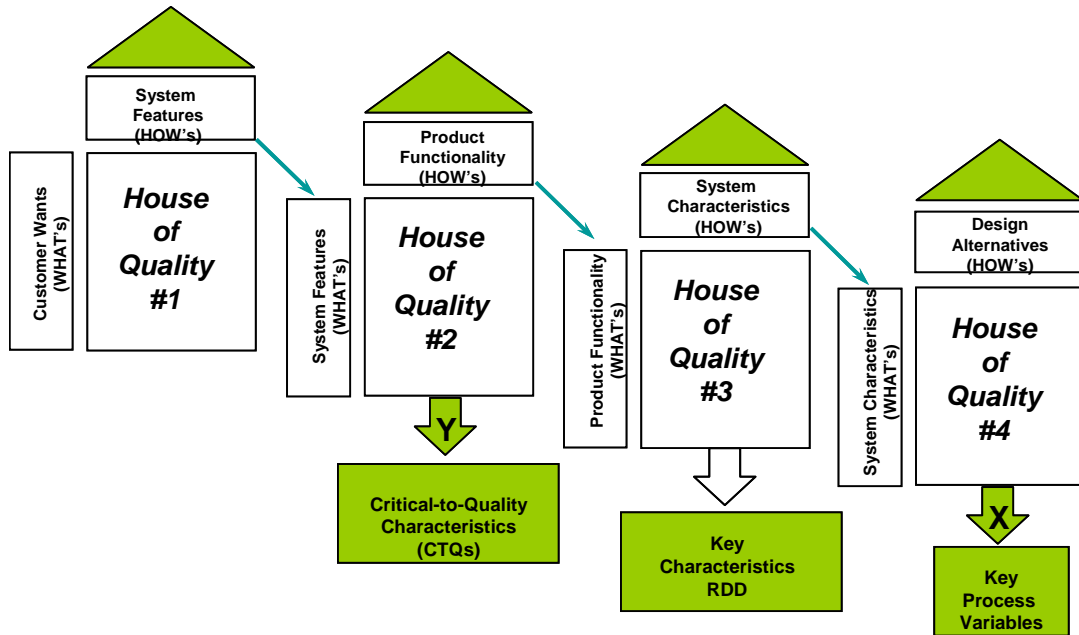 System
Features
(HOW's)
Customer Wants
(WHAT's)
House
of
Quality
#1
Product
Functionality
(HOW's)
System Features
(WHAT's)
House
of
Quality
#2
Y
Critical-to-Quality
Characteristics
(CTQs)
System
Characteristics
(HOW's)
Product Functionality
(WHAT's)
House
of
Quality
#3
Key
Characteristics
RDD
Design
Alternatives
(HOW's)
System Characteristics
(WHAT's)
House
of
Quality
#4
X
Key
Process
Variables